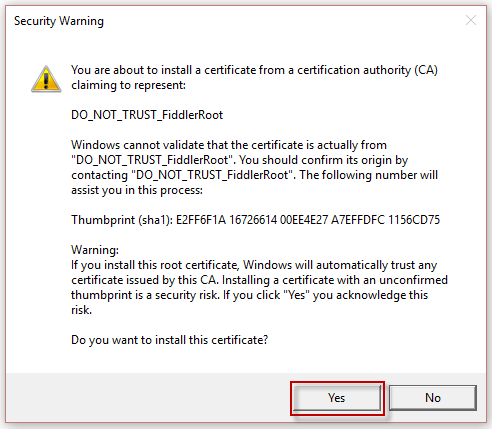 Security Warning
You are about to install a certificate from a certification authority (CA)
claiming to represent:
DO_NOT_TRUST_FiddlerRoot
Windows cannot validate that the certificate is actually from
"DO_NOT_TRUST_FiddlerRoot". You should confirm its origin by
contacting "DO_NOT_TRUST_FiddlerRoot". The following number will
assist you in this process:
Thumbprint (sha1): E2FF6F1A 16726614 00EE4E27 A7EFFDFC 1156CD75
Warning:
If you install this root certificate, Windows will automatically trust any
certificate issued by this CA. Installing a certificate with an unconfirmed
thumbprint is a security risk. If you click "Yes" you acknowledge this
risk.
Do you want to install this certificate?
Yes
No